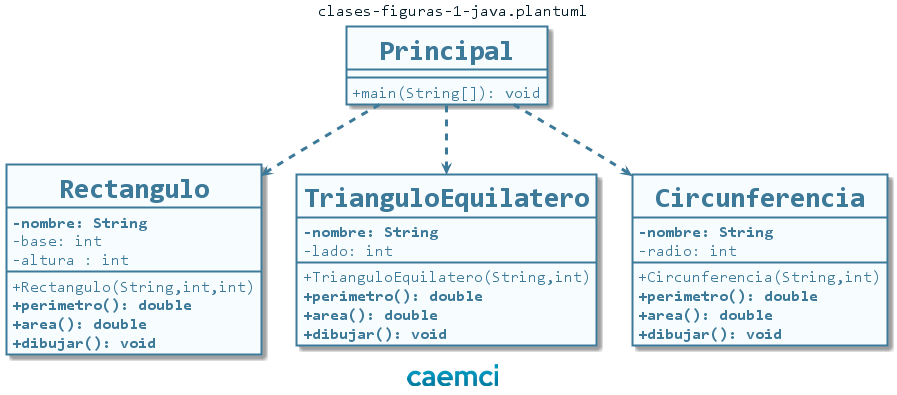 clases-figuras-1-java.plantuml
Principal
+main(String[]): void
Rectangulo
-nombre: String
-base: int
-altura : int
+Rectangulo(String,int,int)
+perimetro(): double
+area(): double
+dibujar(): void
TrianguloEquilatero
-nombre: String
-lado: int
+TrianguloEquilatero(String,int)
+perimetro(): double
+area(): double
+dibujar(): void
Circunferencia
-nombre: String
-radio: int
+Circunferencia(String,int)
+perimetro(): double
+area(): double
+dibujar(): void
caemci